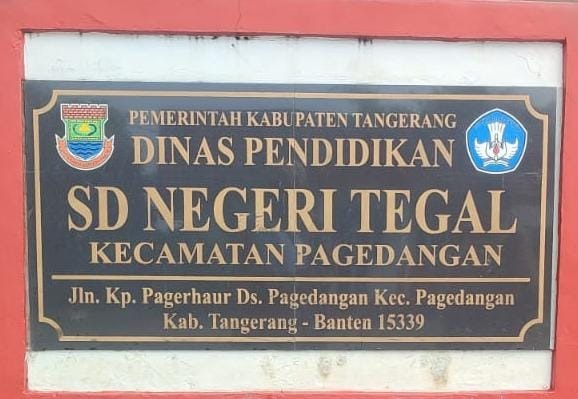 PEMERINTAH KABUPATEN TANGERANG
DINAS PENDIDIKAN
SD NEGERI TEGAL
KECAMATAN PAGEDANGAN
Jln. Kp. Pagerhaur Ds. Pagedangan Kec. Pagedangan
Kab. Tangerang - Banten 15339